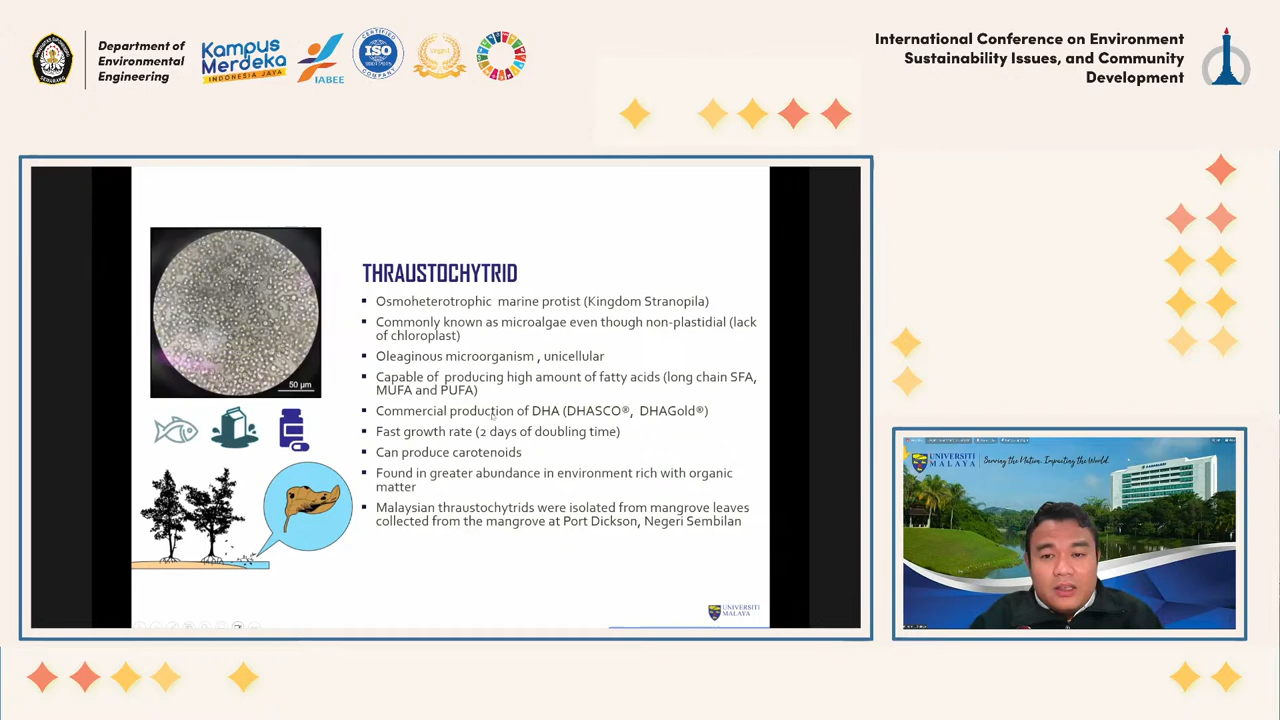 Department of
Environmental
Engineering
Kampus
Merdeka
INDONESIA JAYA
IABEE
CERTIFIED
ISO
9001:2015
COMPANY
International Conference on Environment
Sustainability Issues, and Community
Development
50 µm
THRAUSTOCHYTRID
▪ Osmoheterotrophic marine protist (Kingdom Stranopila)
▪ Commonly known as microalgae even though non-plastidial (lack
of chloroplast)
▪ Oleaginous microorganism , unicellular
▪ Capable of producing high amount of fatty acids (long chain SFA,
MUFA and PUFA)
▪ Commercial production of DHA (DHASCO®, DHAGold®)
▪ Fast growth rate (2 days of doubling time)
▪ Can produce carotenoids
▪ Found in greater abundance in environment rich with organic
matter
▪ Malaysian thraustochytrids were isolated from mangrove leaves
collected from the mangrove at Port Dickson, Negeri Sembilan
UNIVERSITI
MALAYA
UNIVERSITI
MALAYA
Serving the Nation. Impacting the World.